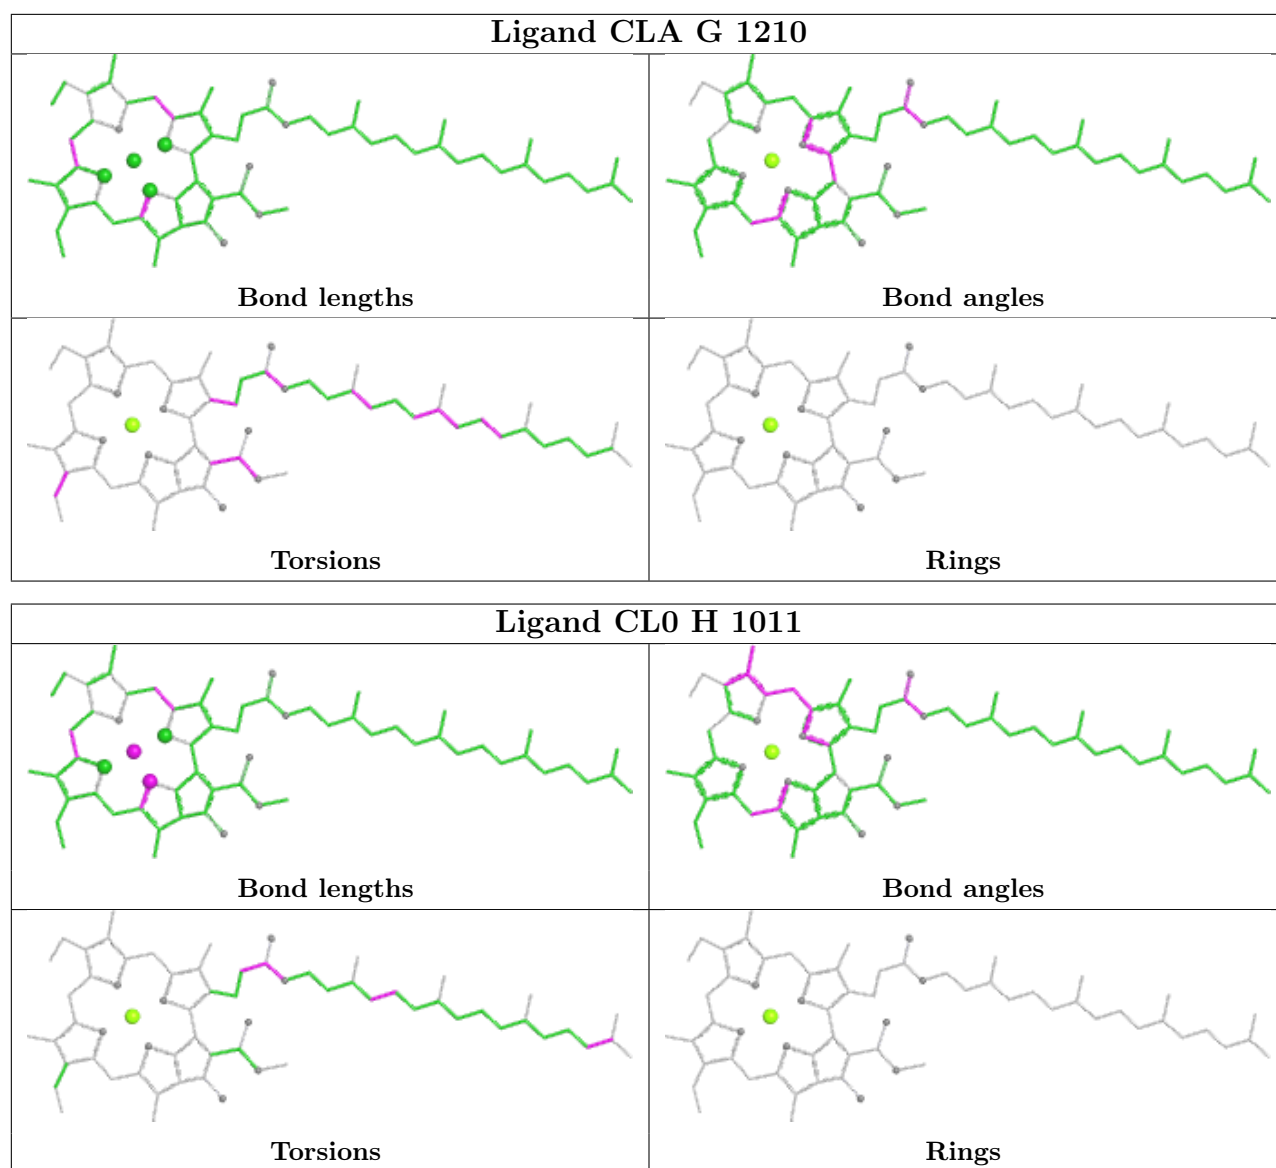 Ligand CLA G 1210
Bond lengths
Bond angles
Torsions
Rings
Ligand CL0 H 1011
Bond lengths
Bond angles
Torsions
Rings